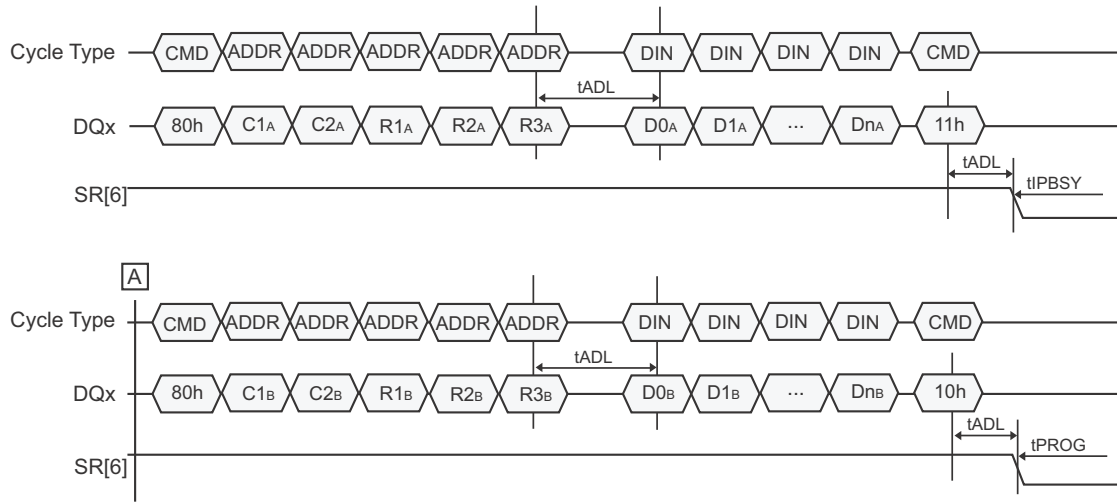 Cycle Type CMD ADDR ADDR ADDR ADDR ADDR DIN DIN DIN DIN CMD
tADL
DQx 80h C1A C2A R1A R2A R3A D0A D1A ... DnA 11h
tADL
SR[6] tIPBSY
A
Cycle Type CMD ADDR ADDR ADDR ADDR ADDR DIN DIN DIN DIN CMD
tADL
DQx 80h C1B C2B R1B R2B R3B D0B D1B ... DnB 10h
tADL
SR[6] tPROG